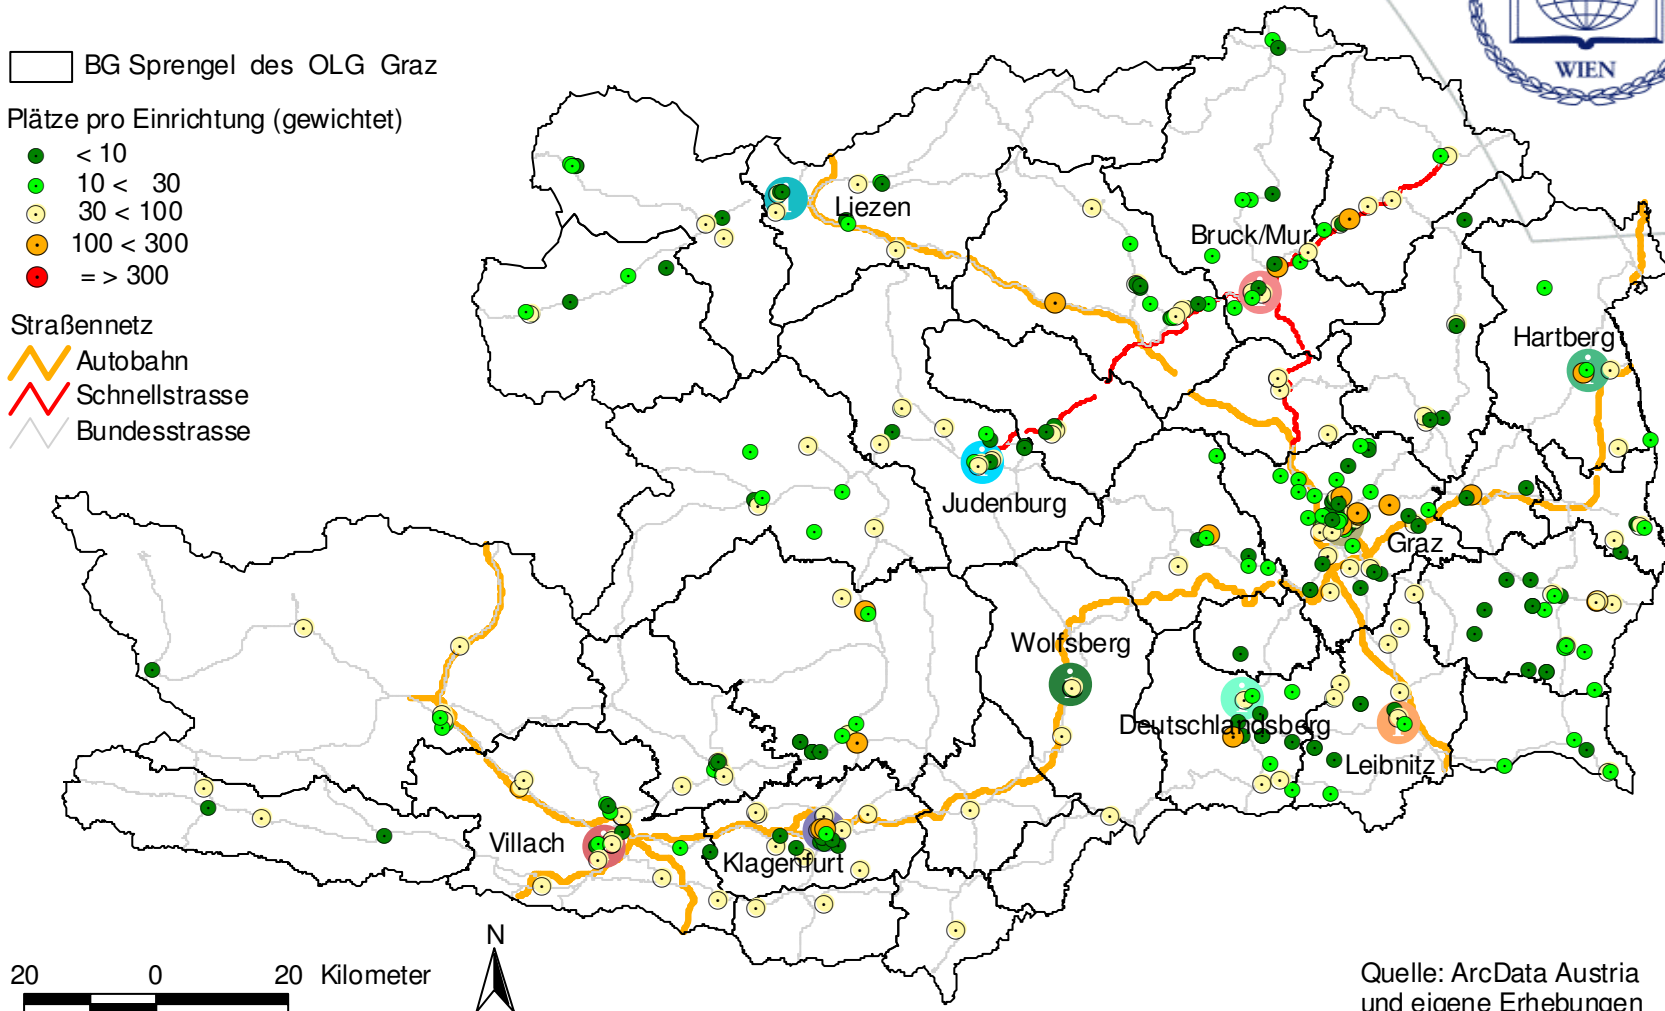 BG Sprengel des OLG Graz
Plätze pro Einrichtung (gewichtet)
< 10
10 < 30
30 < 100
100 < 300
= > 300
Straßennetz
Autobahn
Schnellstrasse
Bundesstrasse
WIEN
Liezen
Bruck/Mur
Hartberg
Judenburg
Graz
Wolfsberg
Deutschlandsberg
Leibnitz
Villach
Klagenfurt
N
20 0 20 Kilometer
Quelle: ArcData Austria
und eigene Erhebungen